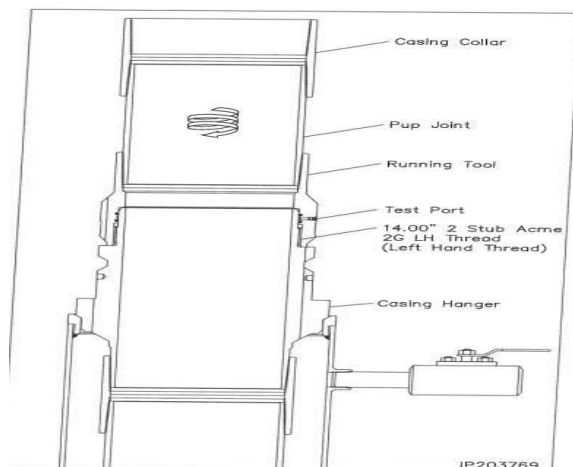 Casing Collar
Pup Joint
Running Tool
Test Port
14.00" 2 Stub Acme
2G LH Thread
(Left Hand Thread)
Casing Hanger
JP203769